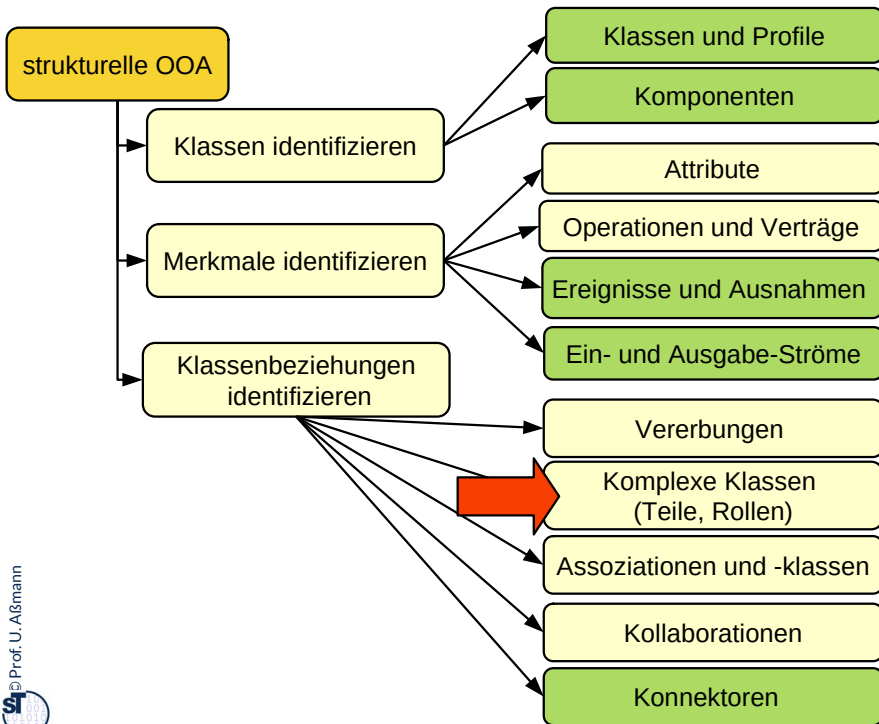 strukturelle OOA
Klassen identifizieren
Merkmale identifizieren
Klassenbeziehungen
identifizieren
Klassen und Profile
Komponenten
Attribute
Operationen und Verträge
Ereignisse und Ausnahmen
Ein- und Ausgabe-Ströme
Vererbungen
Komplexe Klassen
(Teile, Rollen)
Assoziationen und -klassen
Kollaborationen
Konnektoren
© Prof. U. Aßmann
ST